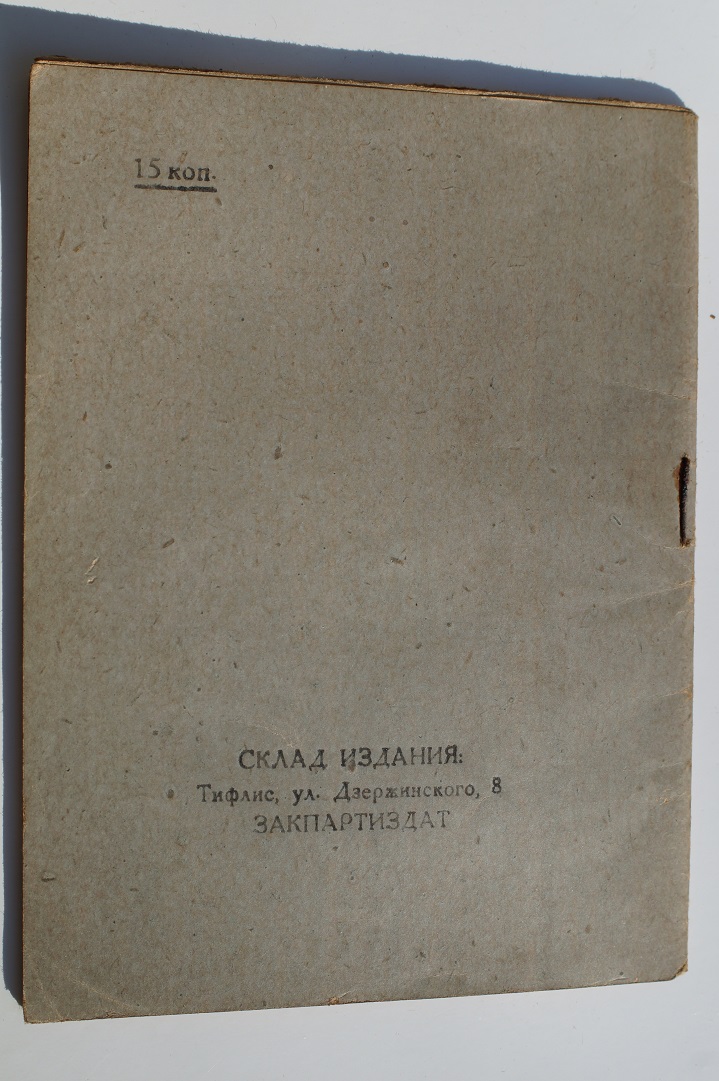 15 коп.
СКЛАД ИЗДАНИЯ:
Тифлис, ул. Дзержинского, 8
ЗАКПАРТИЗДАТ